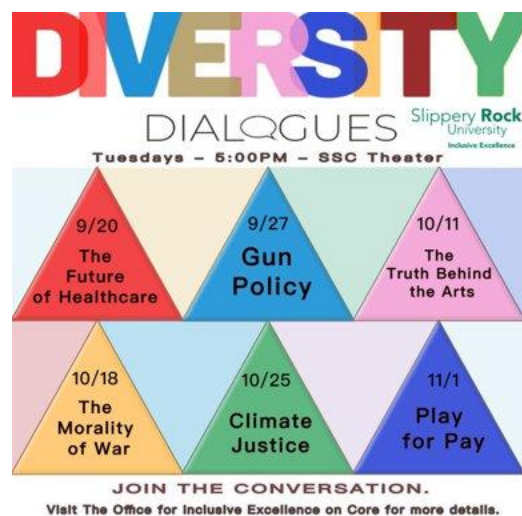 DIVERSITY
DIALOGUES
Slippery Rock
University
Inclusive Excellence
Tuesdays - 5:00PM - SSC Theater
9/20
The
Future
of Healthcare
9/27
Gun
Policy
10/11
The
Truth Behind
the Arts
10/18
The
Morality
of War
10/25
Climate
Justice
11/1
Play
for Pay
JOIN THE CONVERSATION.
Visit The Office for Inclusive Excellence on Core for more details.